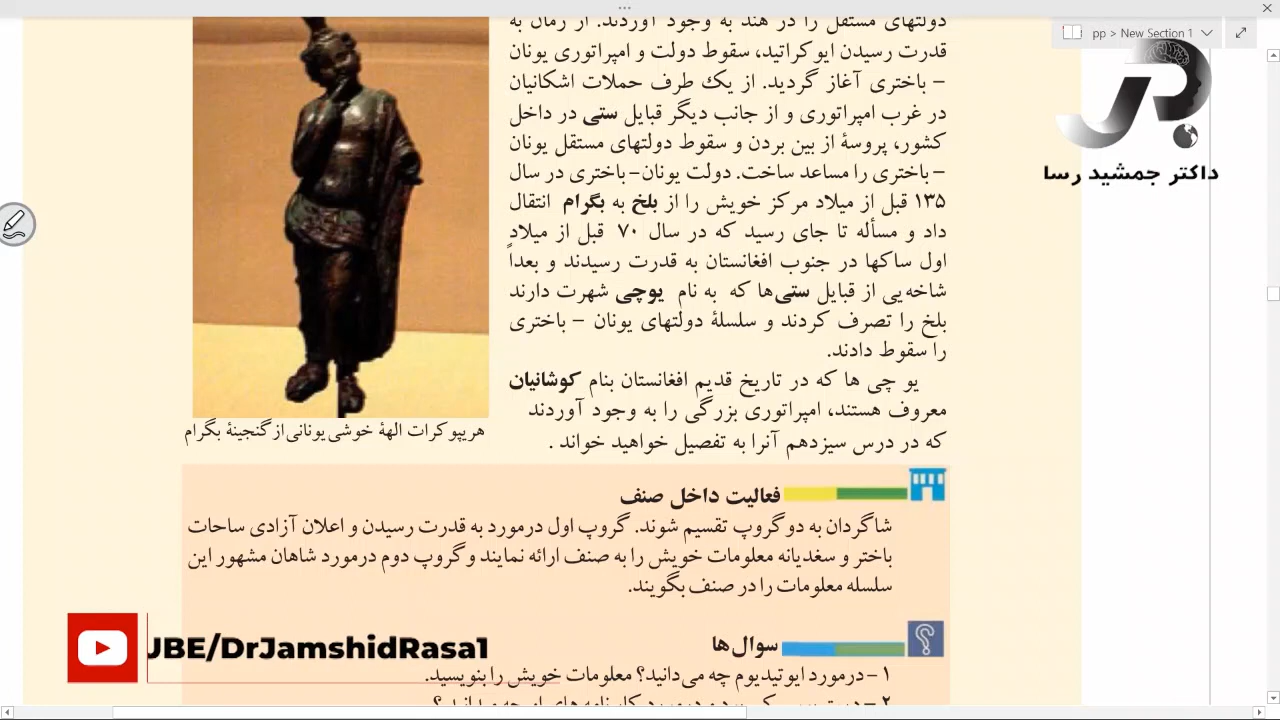 pp > New Section 1
داکتر جمشید رسا
دولتهای مستقل را در هند به وجود آوردند. از زمان به
قدرت رسیدن ایوکراتید، سقوط دولت و امپراتوری یونان
– باختری آغاز گردید. از یک طرف حملات اشکانیان
در غرب امپراتوری و از جانب دیگر قبایل ستی در داخل
کشور، پروسهٔ از بین بردن و سقوط دولتهای مستقل یونان
– باختری را مساعد ساخت. دولت یونان-باختری در سال
۱۳۵ قبل از میلاد مرکز خویش را از بلخ به بگرام انتقال
داد و مسأله تا جای رسید که در سال ۷۰ قبل از میلاد
اول ساکها در جنوب افغانستان به قدرت رسیدند و بعداً
شاخه‌یی از قبایل ستی‌ها که به نام یوچی شهرت دارند
بلخ را تصرف کردند و سلسلهٔ دولتهای یونان – باختری
را سقوط دادند.
یو چی ها که در تاریخ قدیم افغانستان بنام کوشانیان
معروف هستند، امپراتوری بزرگی را به وجود آوردند
که در درس سیزدهم آنرا به تفصیل خواهید خواند .
هریپوکرات الههٔ خوشی یونانی از گنجینهٔ بگرام
فعالیت داخل صنف
شاگردان به دو گروپ تقسیم شوند. گروپ اول درمورد به قدرت رسیدن و اعلان آزادی ساحات
باختر و سغدیانه معلومات خویش را به صنف ارائه نمایند و گروپ دوم درمورد شاهان مشهور این
سلسله معلومات را در صنف بگویند.
سوال‌ها
۱ – درمورد ایوتیدیوم چه می‌دانید؟ معلومات خویش را بنویسید.
UBE/DrJamshidRasa1